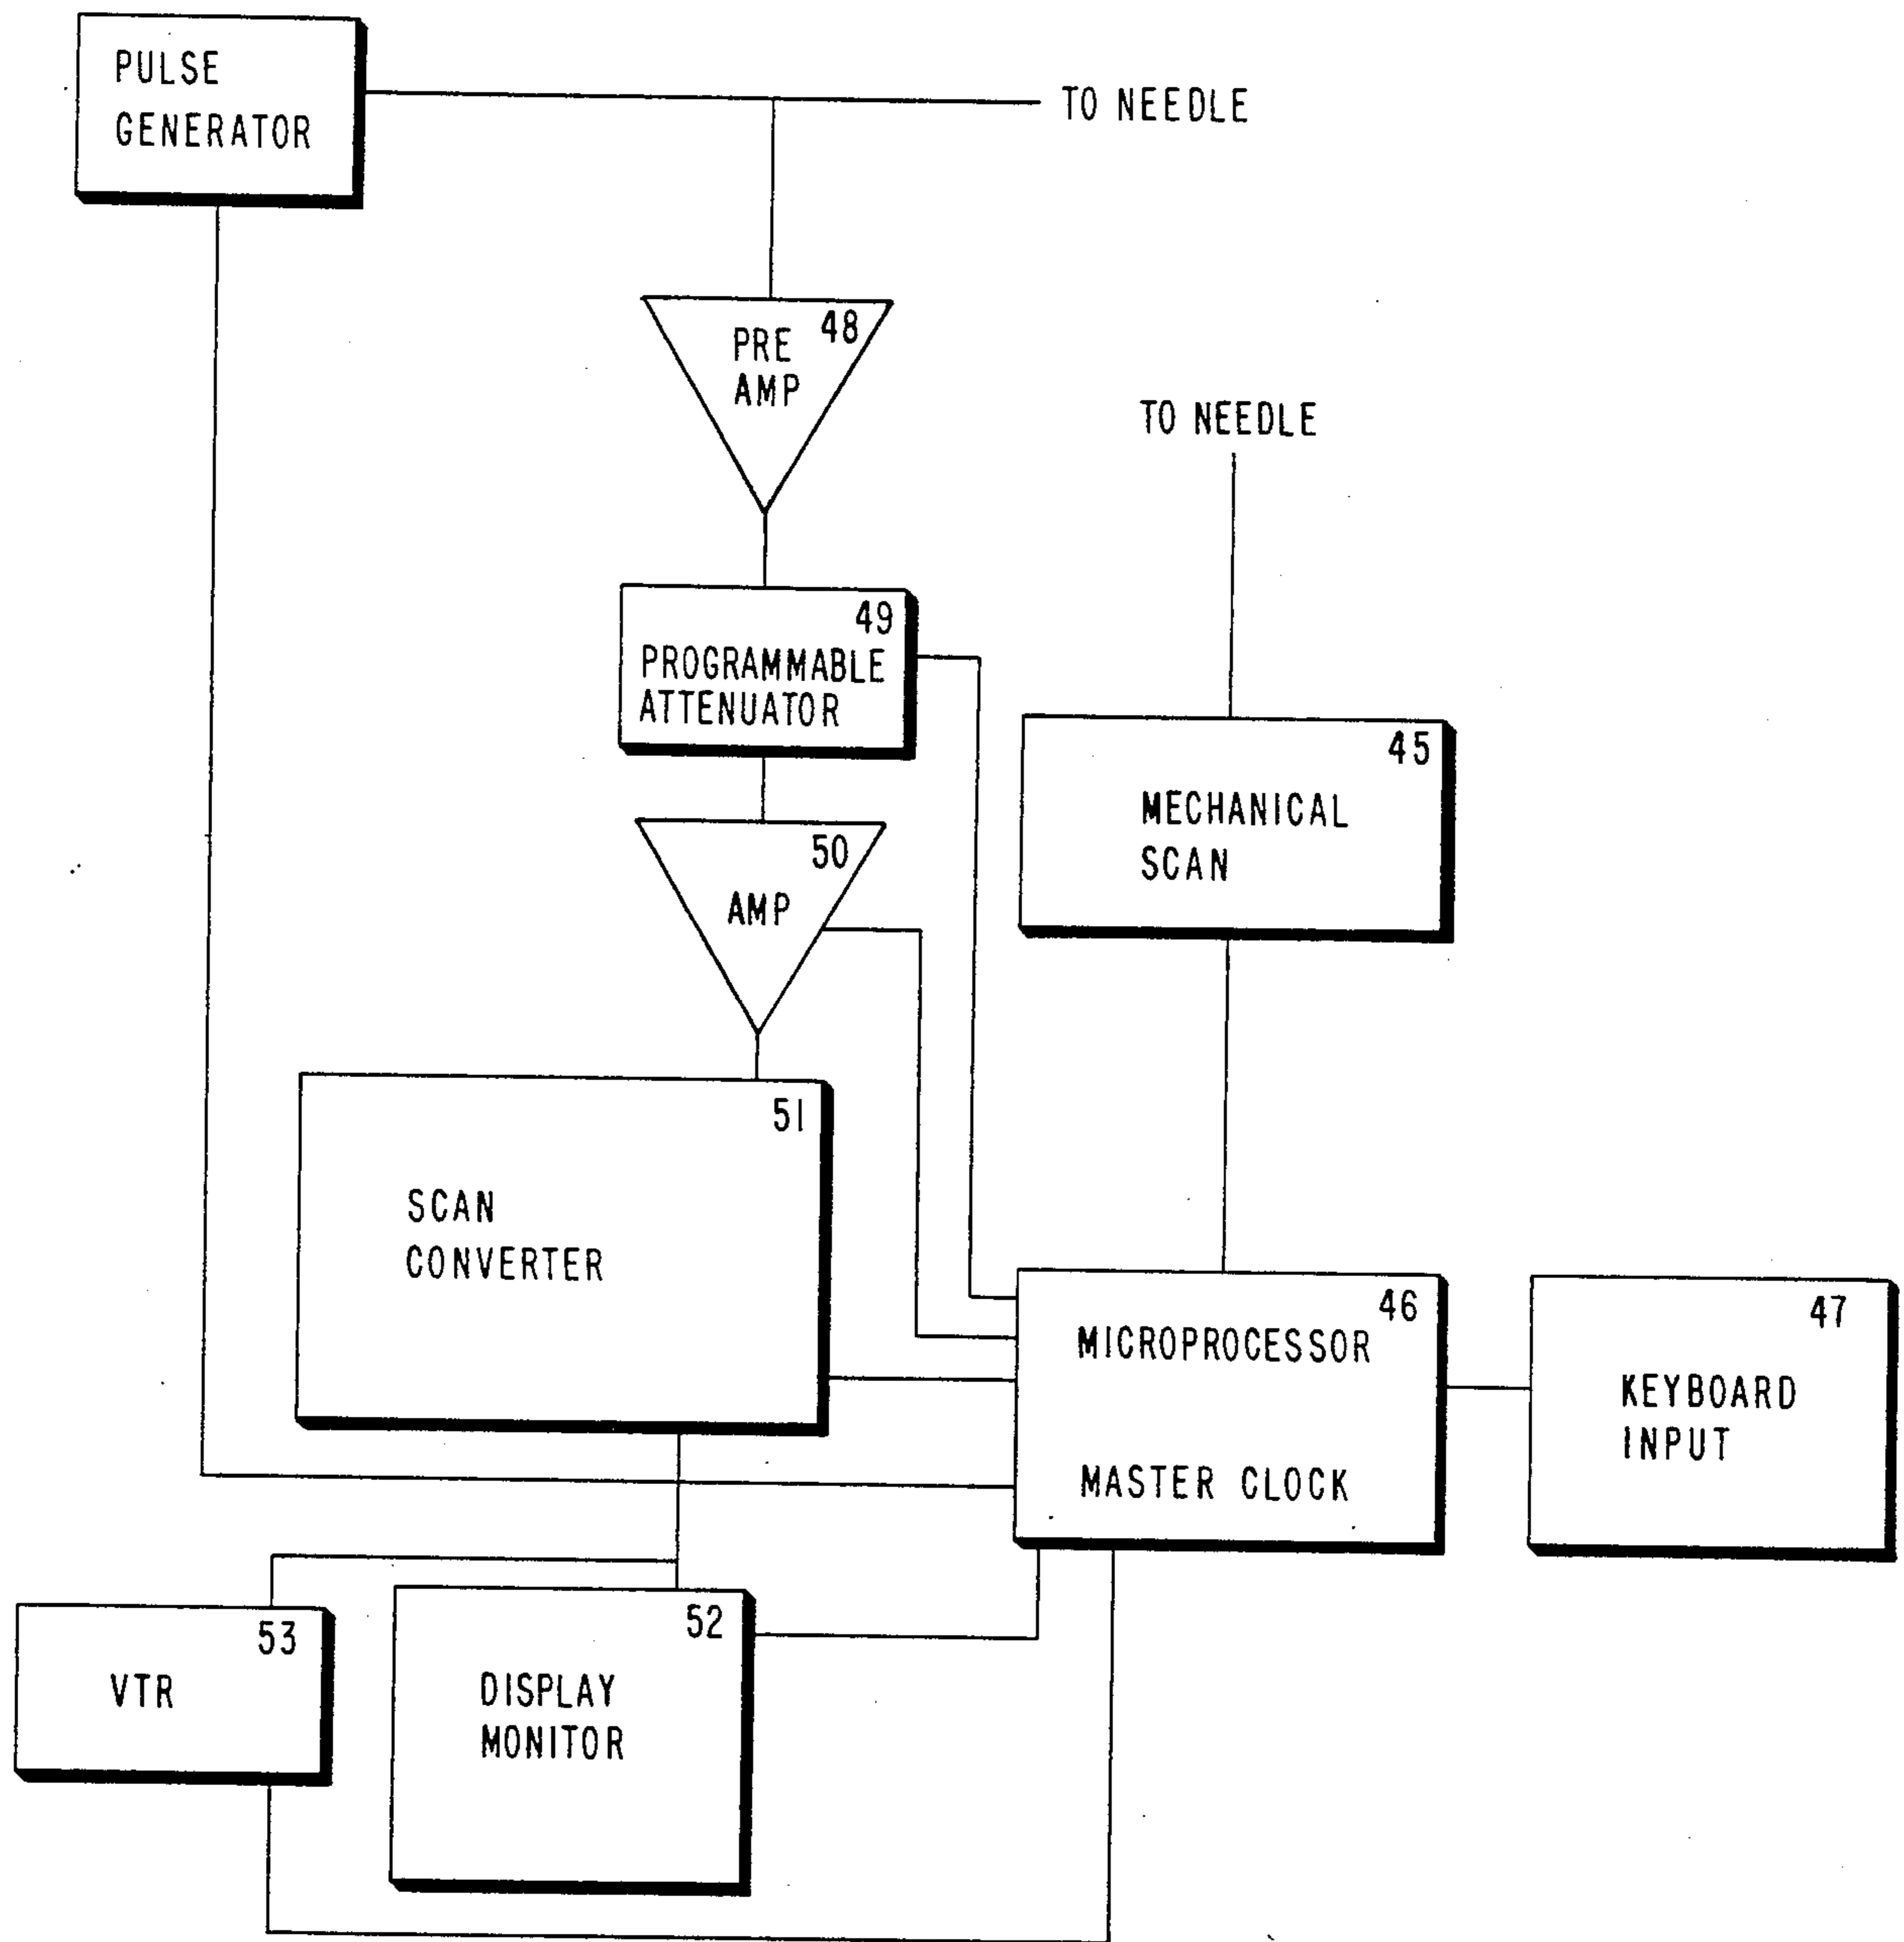 PULSE
GENERATOR
TO NEEDLE
48
PRE
AMP
TO NEEDLE
49
PROGRAMMABLE
ATTENUATOR
45
MECHANICAL
SCAN
50
AMP
51
SCAN
CONVERTER
46
MICROPROCESSOR
MASTER CLOCK
47
KEYBOARD
INPUT
53
VTR
52
DISPLAY
MONITOR